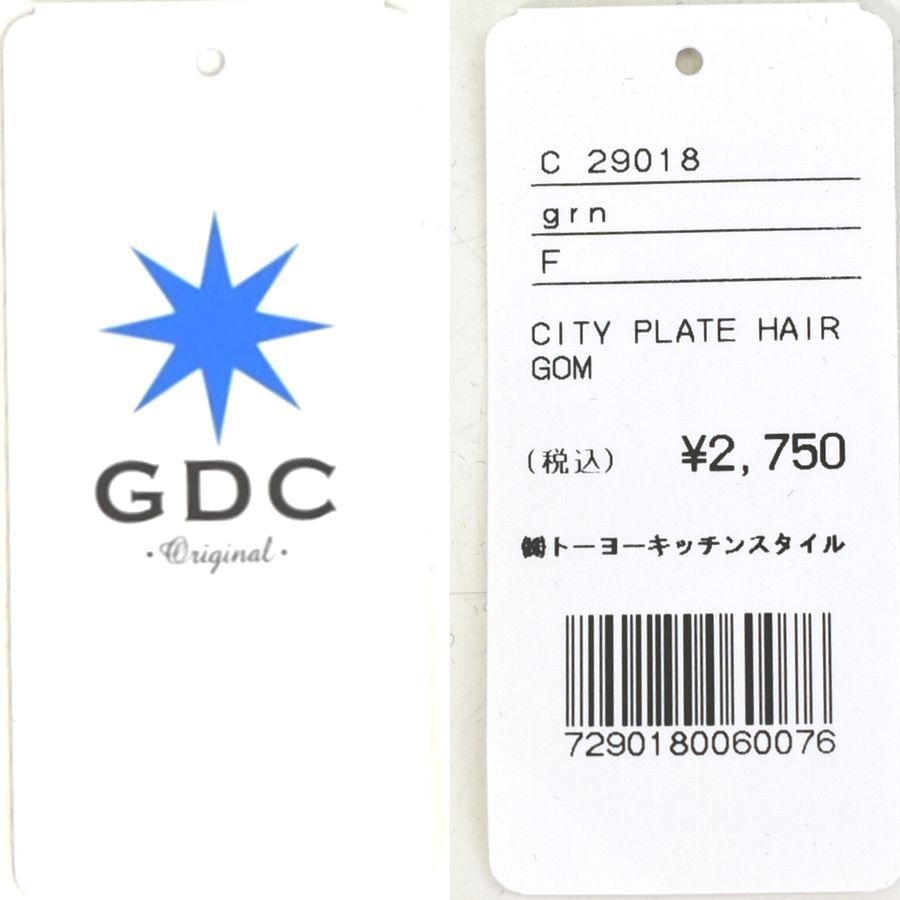 GDC
·Original·
C 29018
grn
F
CITY PLATE HAIR
GOM
(税込) ¥2,750
㈱トーヨーキッチンスタイル
7290180060076